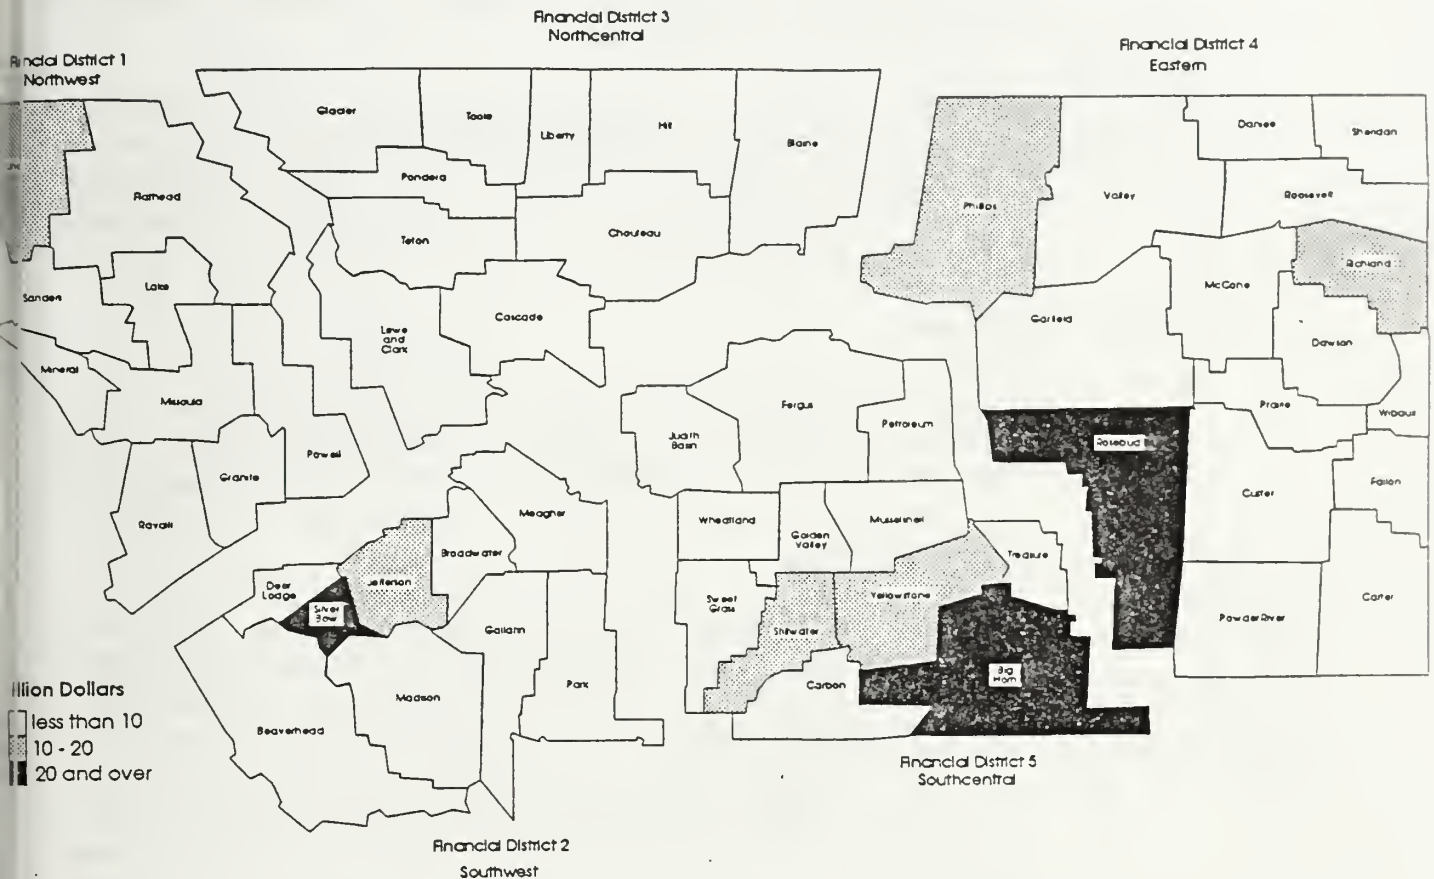 Financial District 3
Northcentral
Financial District 4
Eastern
ncial District 1
Northwest
Glacier
Toole
Liberty
Hill
Blaine
Daniels
Sheridan
Pondera
Flathead
Phillips
Valley
Roosevelt
Teton
Chouteau
Richland
Lake
Sanders
McCone
Cascade
Garfield
Lewis
and
Clark
Dawson
Mineral
Missoula
Fergus
Prairie
Wibaux
Petroleum
Judith
Basin
Rosebud
Powell
Granite
Custer
Fallon
Ravalli
Meagher
Wheatland
Golden
Valley
Musselshell
Broadwater
Treasure
Deer
Lodge
Jefferson
Silver
Bow
Sweet
Grass
Yellowstone
Carter
Powder River
Gallatin
Stillwater
Park
Carbon
Big
Horn
Madison
Beaverhead
llion Dollars
less than 10
10 - 20
20 and over
Financial District 5
Southcentral
Financial District 2
Southwest